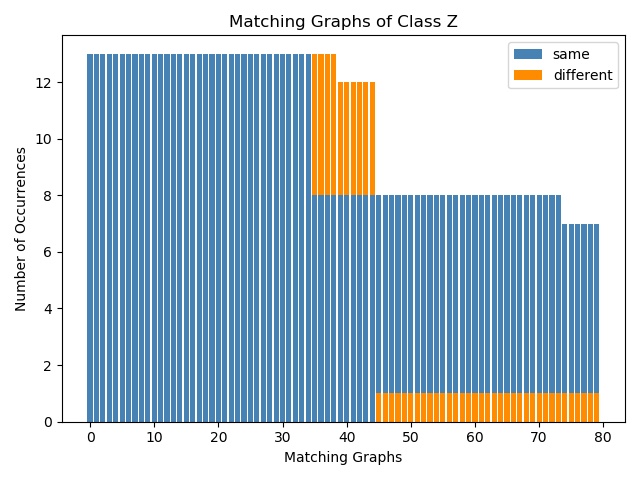 Matching Graphs of Class Z
same
different
Number of Occurrences
12
10
8
6
4
2
0
0 10 20 30 40 50 60 70 80
Matching Graphs